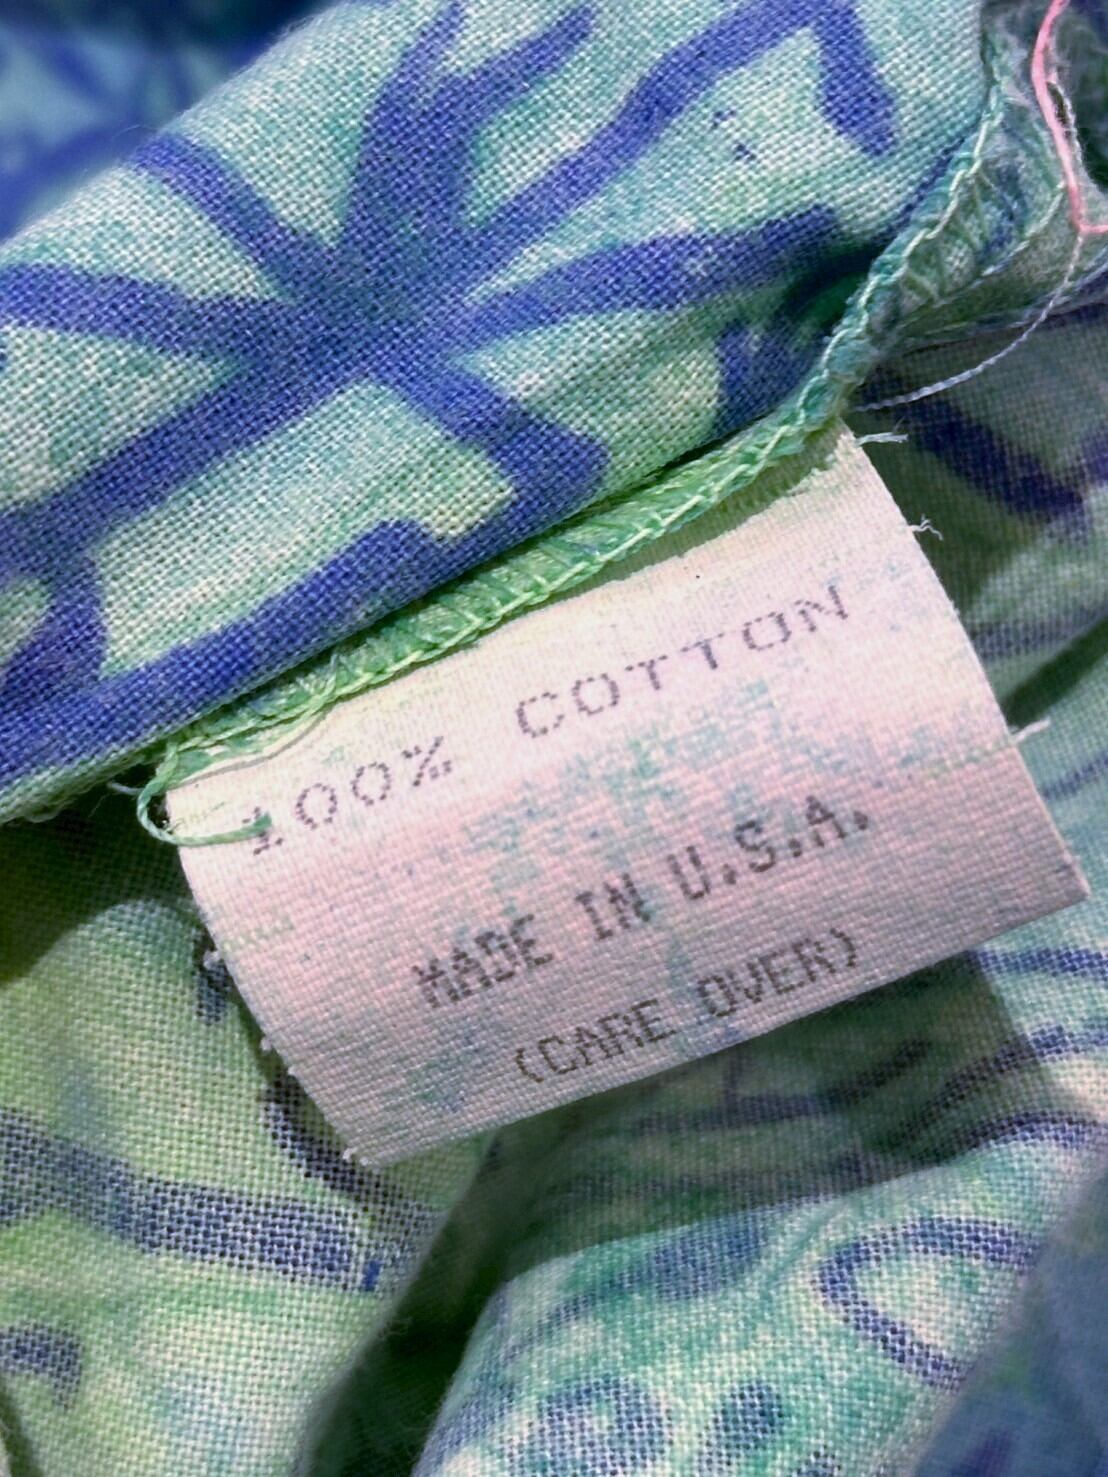 100% COTTON
MADE IN U.S.A.
(CARE OVER)